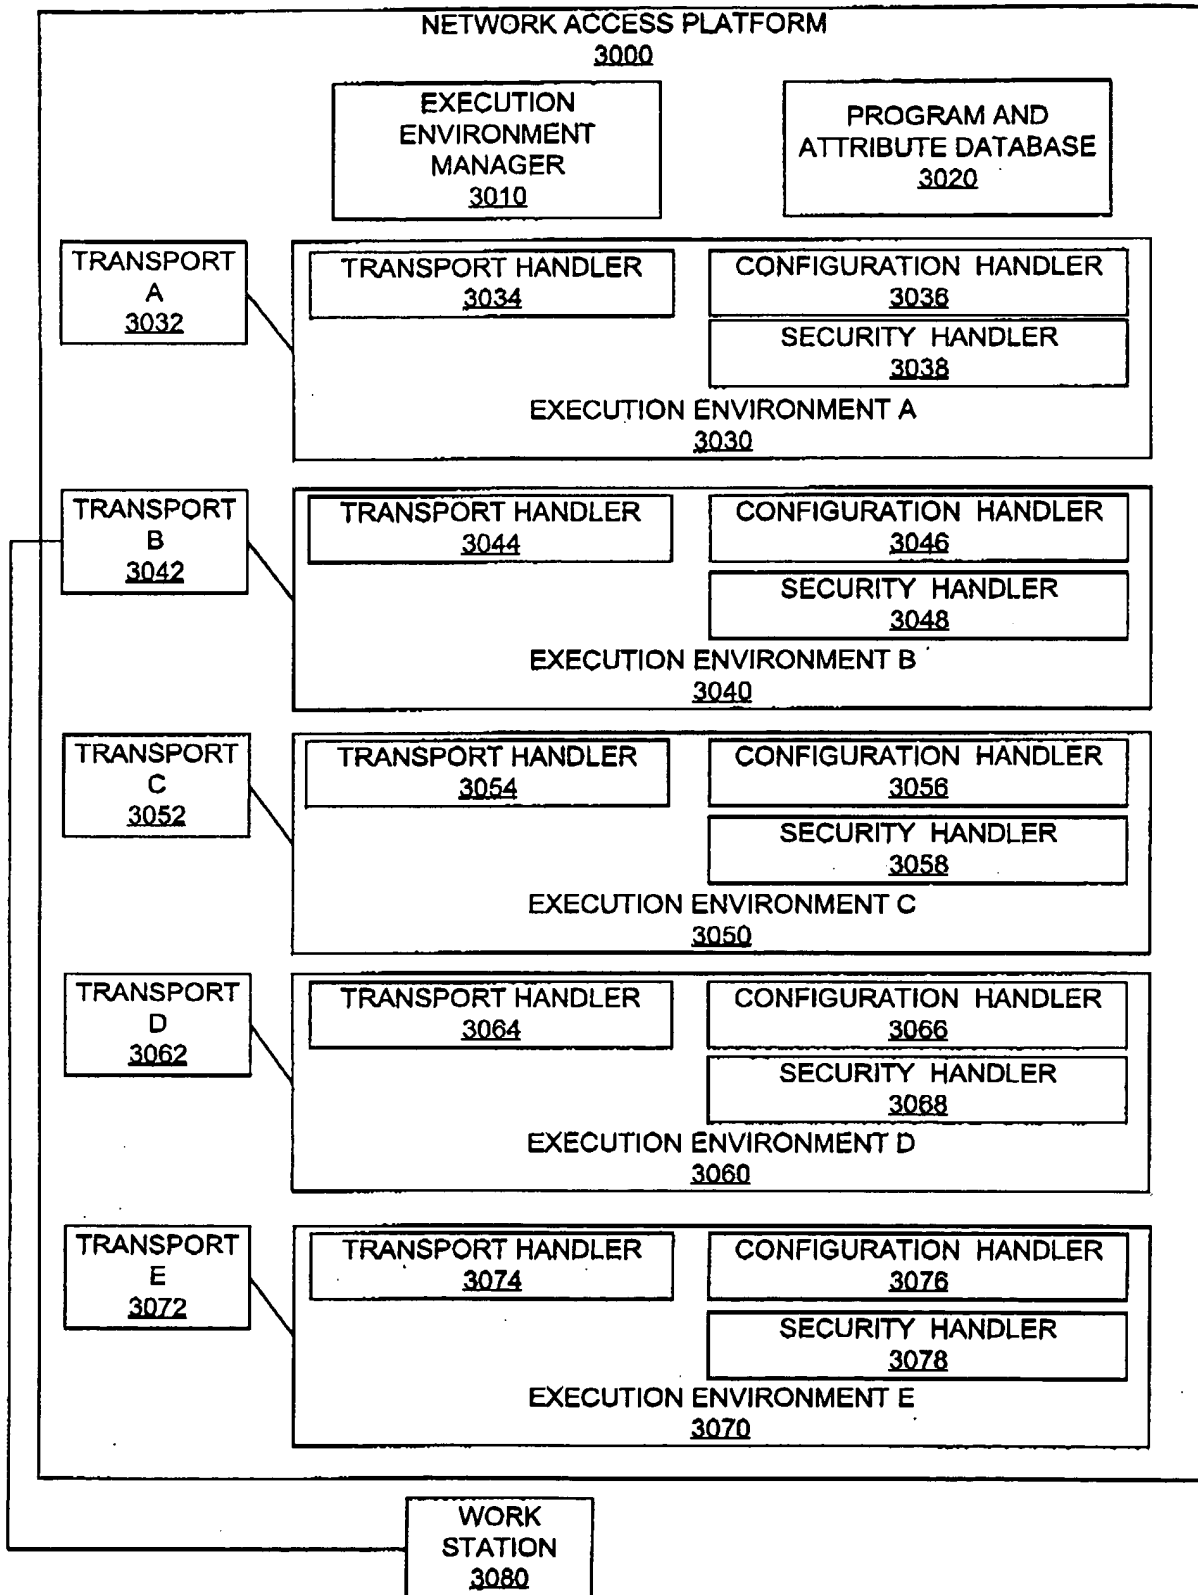 NETWORK ACCESS PLATFORM
3000
EXECUTION
ENVIRONMENT
MANAGER
3010
PROGRAM AND
ATTRIBUTE DATABASE
3020
TRANSPORT
A
3032
TRANSPORT HANDLER
3034
CONFIGURATION HANDLER
3036
SECURITY HANDLER
3038
EXECUTION ENVIRONMENT A
3030
TRANSPORT
B
3042
TRANSPORT HANDLER
3044
CONFIGURATION HANDLER
3046
SECURITY HANDLER
3048
EXECUTION ENVIRONMENT B
3040
TRANSPORT
C
3052
TRANSPORT HANDLER
3054
CONFIGURATION HANDLER
3056
SECURITY HANDLER
3058
EXECUTION ENVIRONMENT C
3050
TRANSPORT
D
3062
TRANSPORT HANDLER
3064
CONFIGURATION HANDLER
3066
SECURITY HANDLER
3068
EXECUTION ENVIRONMENT D
3060
TRANSPORT
E
3072
TRANSPORT HANDLER
3074
CONFIGURATION HANDLER
3076
SECURITY HANDLER
3078
EXECUTION ENVIRONMENT E
3070
WORK
STATION
3080